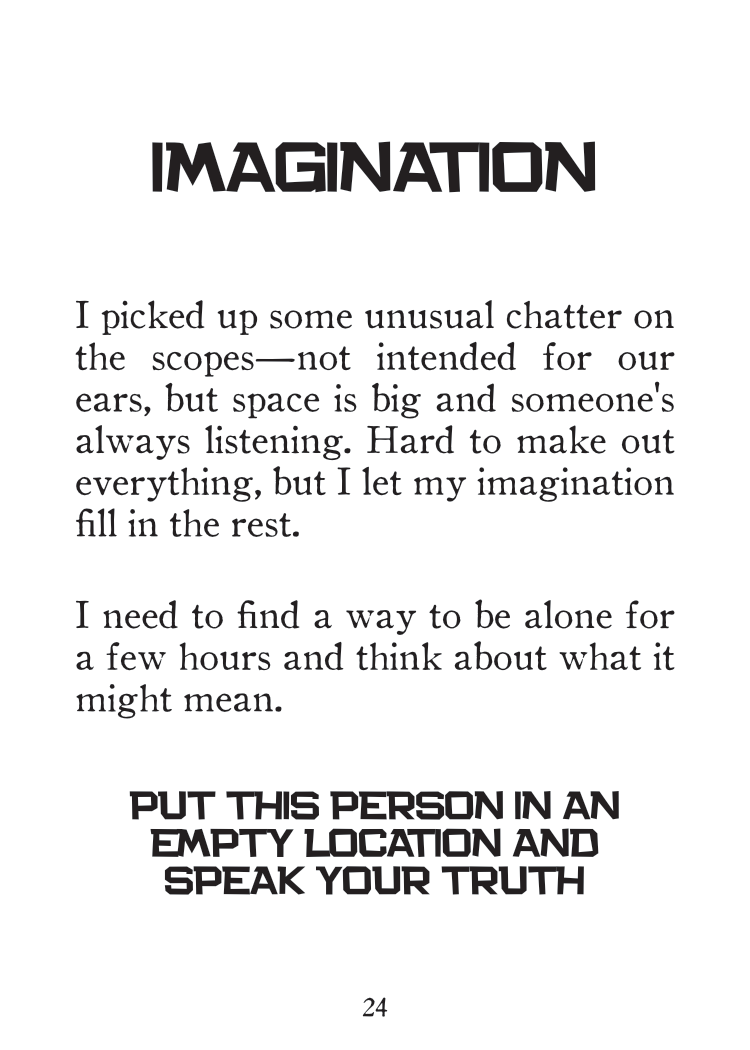 IMAGINATION
I picked up some unusual chatter on
the scopes—not intended for our
ears, but space is big and someone's
always listening. Hard to make out
everything, but I let my imagination
fill in the rest.
I need to find a way to be alone for
a few hours and think about what it
might mean.
PUT THIS PERSON IN AN
EMPTY LOCATION AND
SPEAK YOUR TRUTH
24